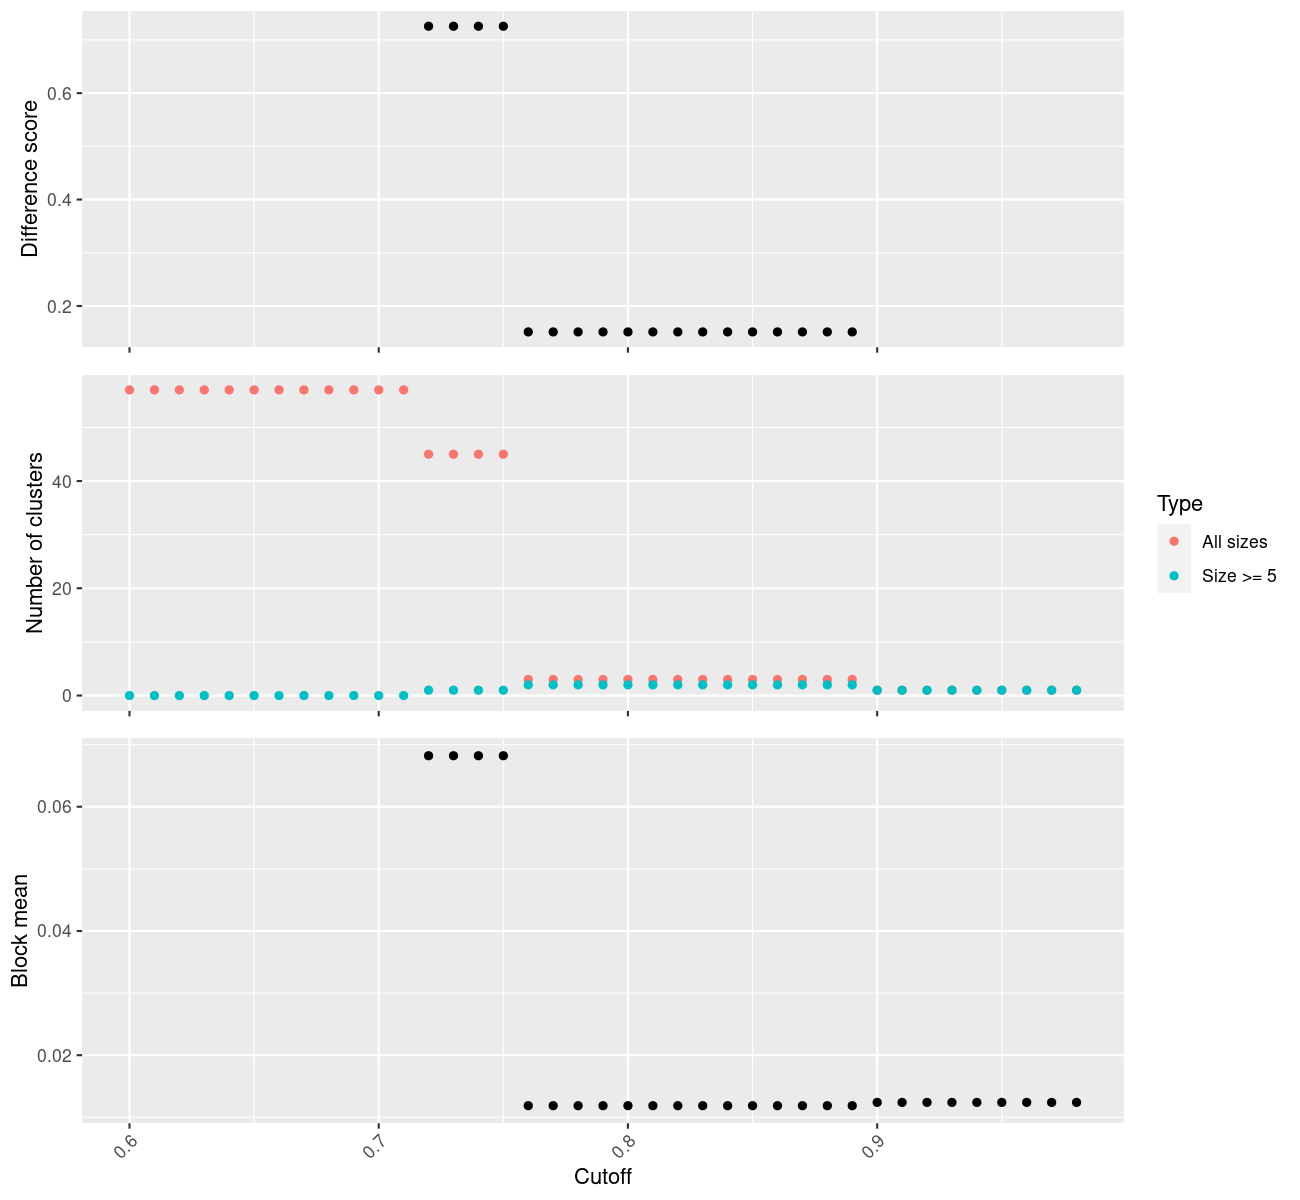 Difference score
0.6
0.4
0.2
Number of clusters
40
20
0
Type
All sizes
Size >= 5
Block mean
0.06
0.04
0.02
0.6 0.7 0.8 0.9
Cutoff